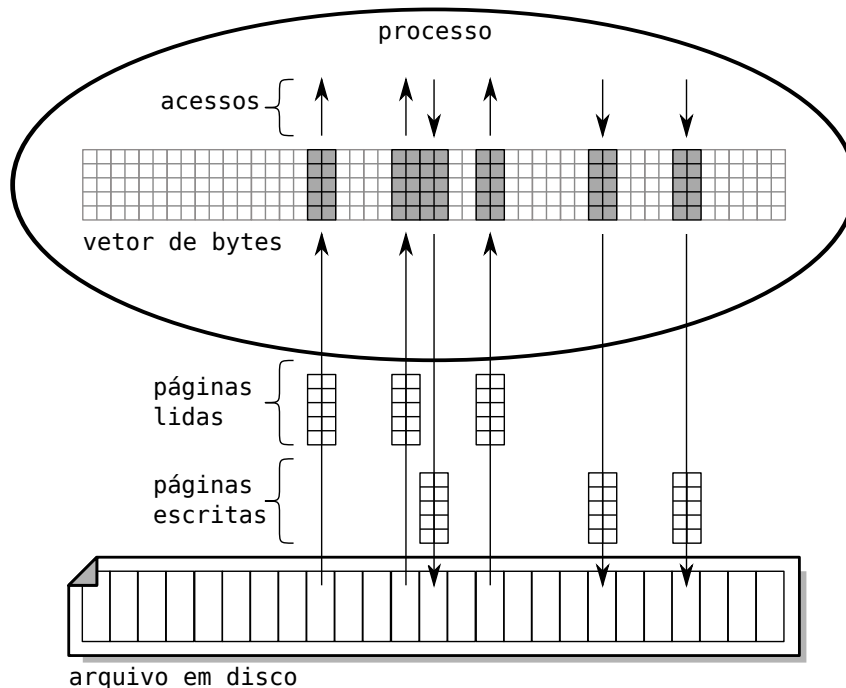 processo
acessos
vetor de bytes
páginas
lidas
páginas
escritas
arquivo em disco